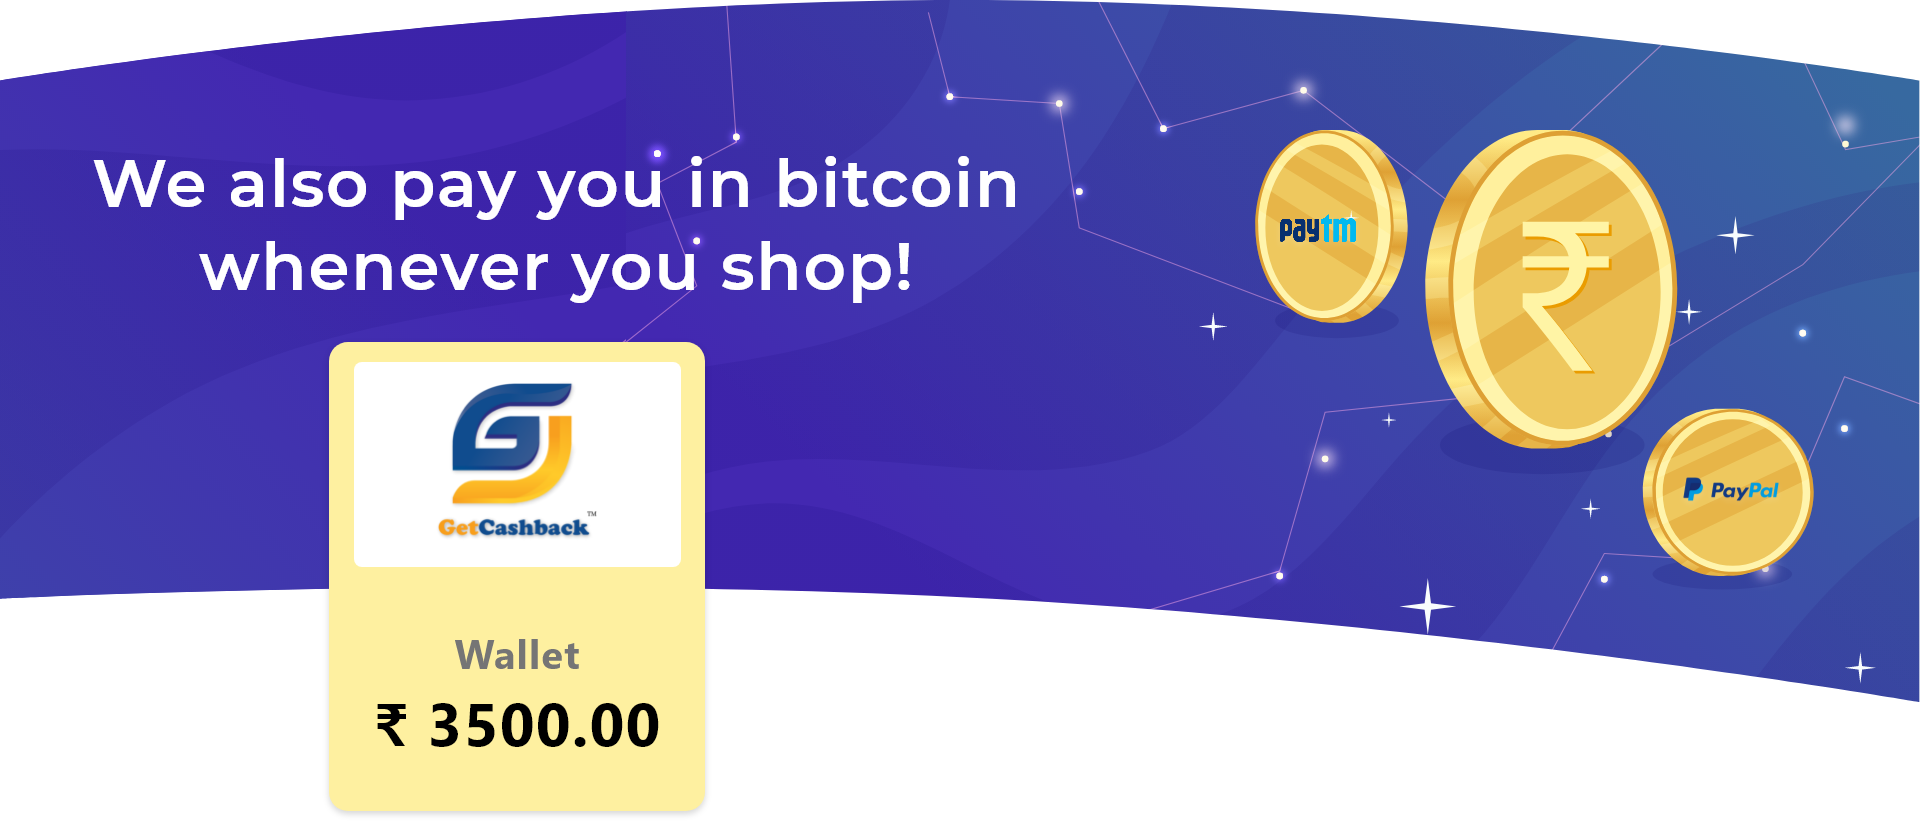 We also pay you in bitcoin
whenever you shop!
paytm
₹
PayPal
GetCashback™
Wallet
₹ 3500.00